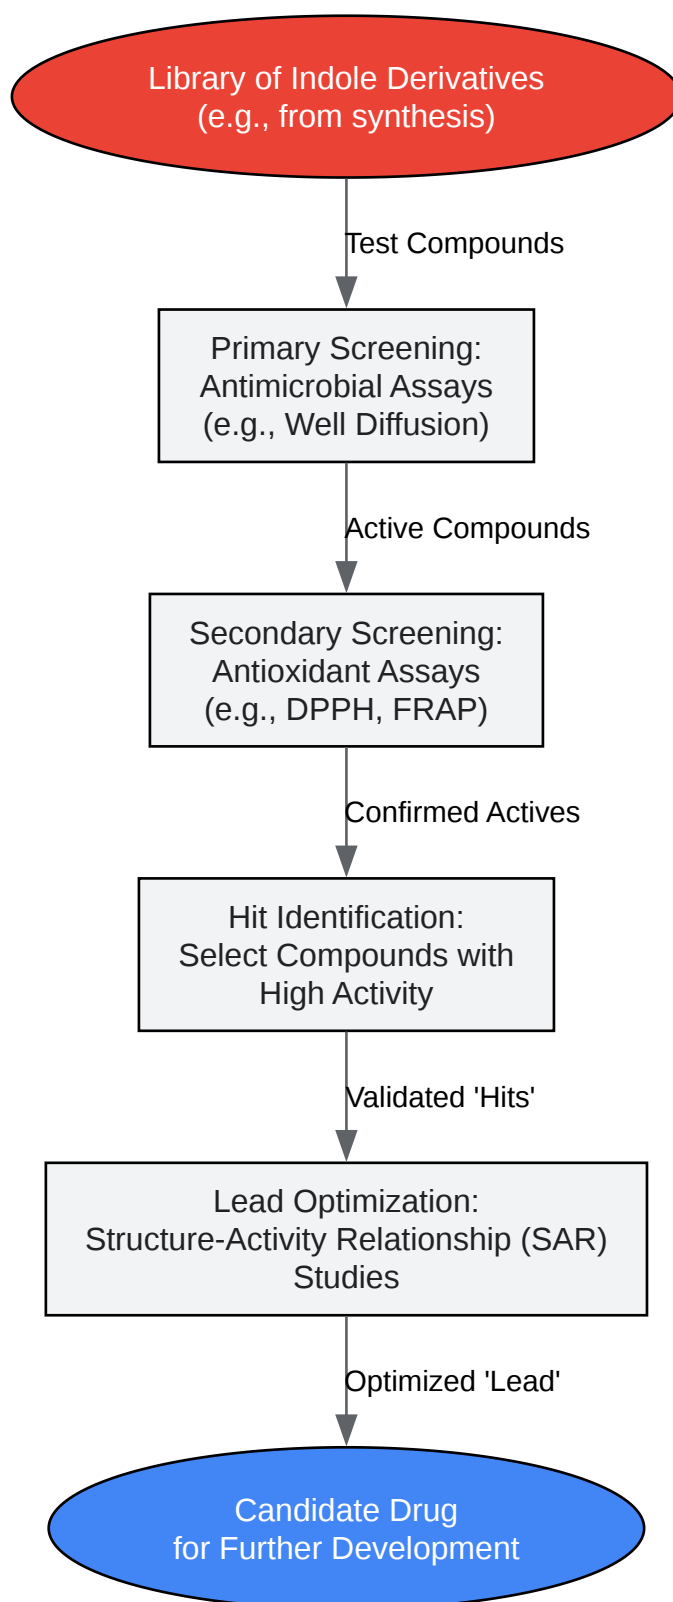 Library of Indole Derivatives
(e.g., from synthesis)
Test Compounds
Primary Screening:
Antimicrobial Assays
(e.g., Well Diffusion)
Active Compounds
Secondary Screening:
Antioxidant Assays
(e.g., DPPH, FRAP)
Confirmed Actives
Hit Identification:
Select Compounds with
High Activity
Validated 'Hits'
Lead Optimization:
Structure-Activity Relationship (SAR)
Studies
Optimized 'Lead'
Candidate Drug
for Further Development